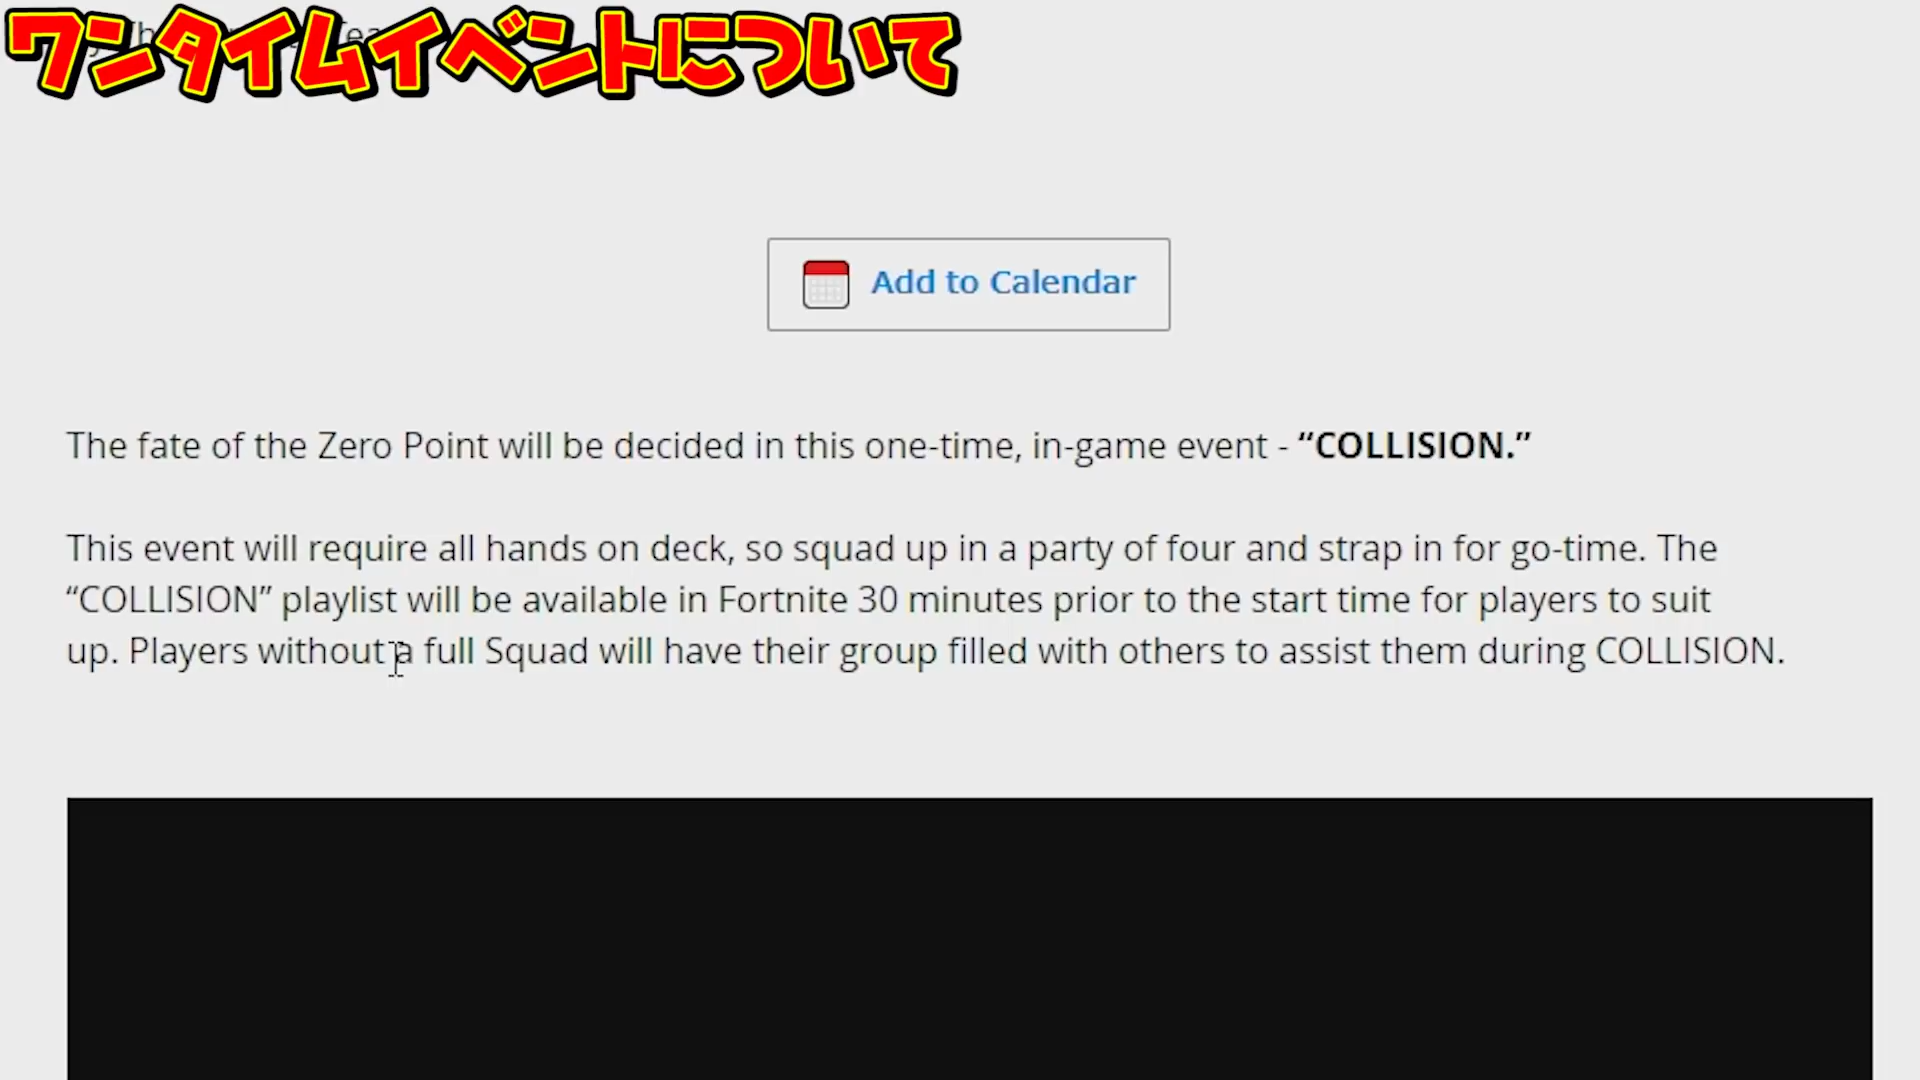 ワンタイムイベントについて
Add to Calendar
The fate of the Zero Point will be decided in this one-time, in-game event - “COLLISION.”
This event will require all hands on deck, so squad up in a party of four and strap in for go-time. The
“COLLISION” playlist will be available in Fortnite 30 minutes prior to the start time for players to suit
up. Players without a full Squad will have their group filled with others to assist them during COLLISION.